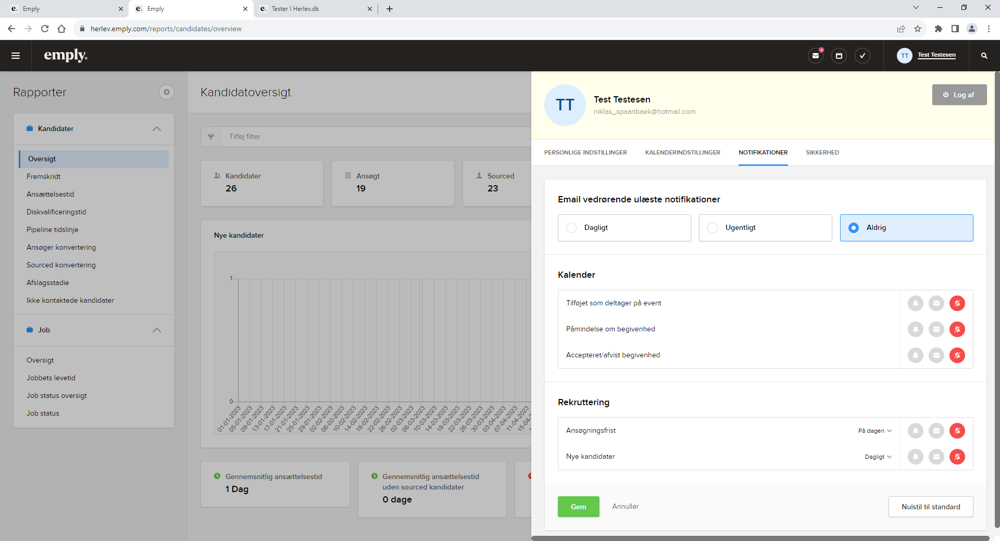 Emply
Emply
Tester | Herlev.dk
herlev.emply.com/reports/candidates/overview
emply.
2
TT
Test Testesen
Rapporter
Kandidater
Oversigt
Fremskridt
Ansættelsestid
Diskvalificeringstid
Pipeline tidslinje
Ansøger konvertering
Sourced konvertering
Afslagsstadie
Ikke kontaktede kandidater
Job
Oversigt
Jobbets levetid
Job status oversigt
Job status
Kandidatoversigt
Tilføj filter
Kandidater
26
Ansøgt
19
Sourced
23
Nye kandidater
1
0
01-01-2023
05-01-2023
09-01-2023
13-01-2023
17-01-2023
21-01-2023
25-01-2023
29-01-2023
02-02-2023
06-02-2023
10-02-2023
14-02-2023
18-02-2023
22-02-2023
26-02-2023
02-03-2023
06-03-2023
10-03-2023
14-03-2023
18-03-2023
22-03-2023
26-03-2023
30-03-2023
03-04-2023
07-04-2023
11-04-2023
15-04-2
Gennemsnitlig ansættelsestid
1 Dag
Gennemsnitlig ansættelsestid
uden sourced kandidater
0 dage
TT
Test Testesen
niklas_spaanbaek@hotmail.com
Log af
PERSONLIGE INDSTILLINGER
KALENDERINDSTILLINGER
NOTIFIKATIONER
SIKKERHED
Email vedrørende ulæste notifikationer
Dagligt
Ugentligt
Aldrig
Kalender
Tilføjet som deltager på event
Påmindelse om begivenhed
Accepteret/afvist begivenhed
Rekruttering
Ansøgningsfrist
På dagen
Nye kandidater
Dagligt
Gem
Annullér
Nulstil til standard